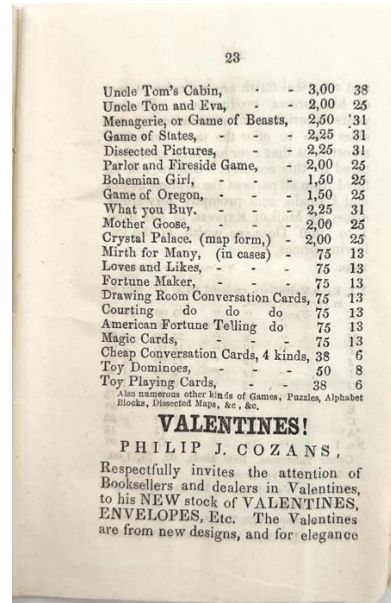 23
Uncle Tom's Cabin, - - 3,00 38
Uncle Tom and Eva, - - 2,00 25
Menagerie, or Game of Beasts, 2,50 '31
Game of States, - - - 2,25 31
Dissected Pictures, - - 2,25 31
Parlor and Fireside Game, - 2,00 25
Bohemian Girl, - - - 1,50 25
Game of Oregon, - - - 1,50 25
What you Buy. - - - 2,25 31
Mother Goose, - - - 2,00 25
Crystal Palace. (map form,) - 2,00 25
Mirth for Many, (in cases) - 75 13
Loves and Likes, - - - 75 13
Fortune Maker, - - - 75 13
Drawing Room Conversation Cards, 75 13
Courting do do do 75 13
American Fortune Telling do 75 13
Magic Cards, - - - 75 13
Cheap Conversation Cards, 4 kinds, 38 6
Toy Dominoes, - - - 50 8
Toy Playing Cards, - - 38 6
Also numerous other kinds of Games, Puzzles, Alphabet
Blocks, Dissected Maps, &c, &c.
VALENTINES!
PHILIP J. COZANS,
Respectfully invites the attention of
Booksellers and dealers in Valentines,
to his NEW stock of VALENTINES,
ENVELOPES, Etc. The Valentines
are from new designs, and for elegance